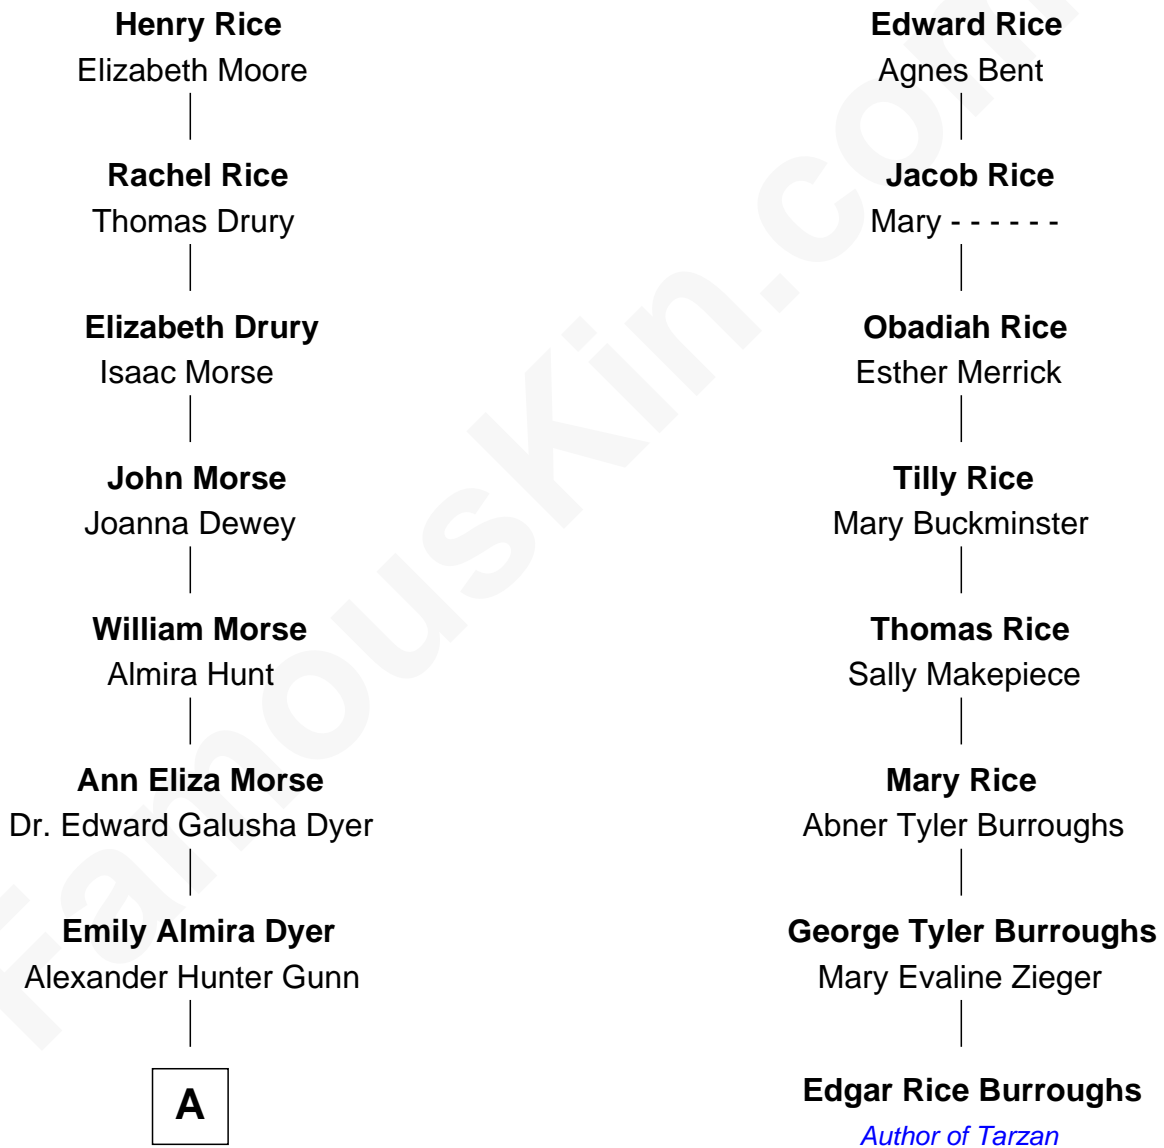 Henry Rice
Elizabeth Moore
Rachel Rice
Thomas Drury
Elizabeth Drury
Isaac Morse
John Morse
Joanna Dewey
William Morse
Almira Hunt
Ann Eliza Morse
Dr. Edward Galusha Dyer
Emily Almira Dyer
Alexander Hunter Gunn
A
Edward Rice
Agnes Bent
Jacob Rice
Mary - - - - - -
Obadiah Rice
Esther Merrick
Tilly Rice
Mary Buckminster
Thomas Rice
Sally Makepiece
Mary Rice
Abner Tyler Burroughs
George Tyler Burroughs
Mary Evaline Zieger
Edgar Rice Burroughs
Author of Tarzan
FamousKin.com